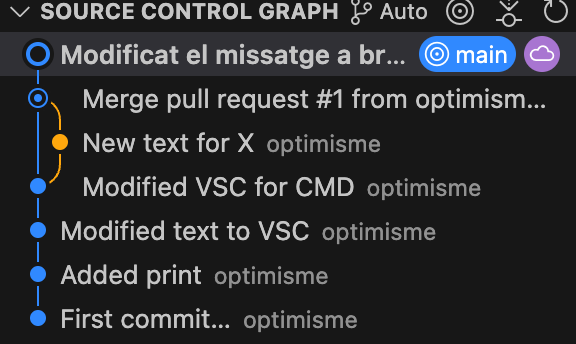 SOURCE CONTROL GRAPH Auto
Modificat el missatge a br... main
Merge pull request #1 from optimism...
New text for X optimisme
Modified VSC for CMD optimisme
Modified text to VSC optimisme
Added print optimisme
First commit... optimisme